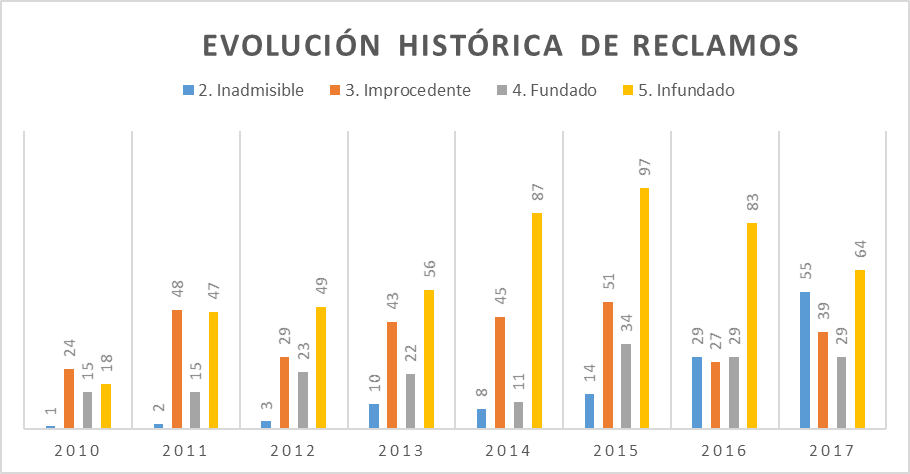 EVOLUCIÓN HISTÓRICA DE RECLAMOS
2. Inadmisible 3. Improcedente 4. Fundado 5. Infundado
1 24 15 18 2 48 15 47 3 29 23 49 10 43 22 56 8 45 11 87 14 51 34 97 29 27 29 83 55 39 29 64
2010 2011 2012 2013 2014 2015 2016 2017